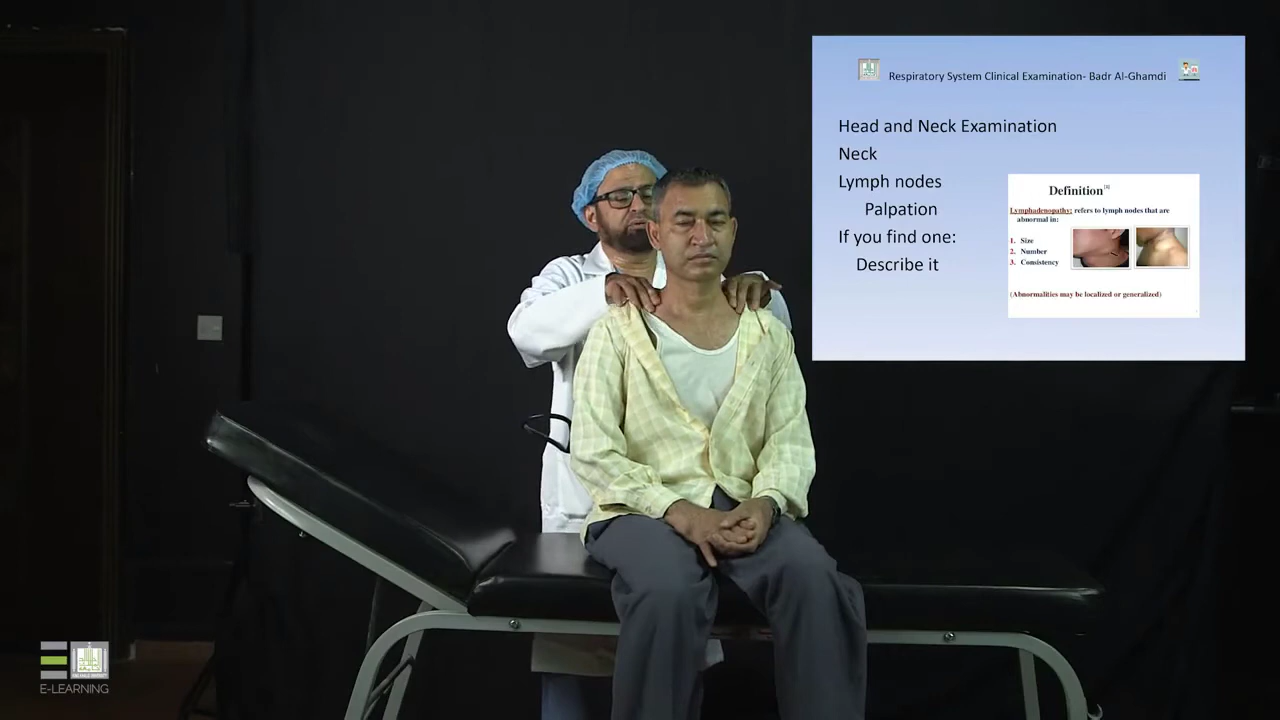 Respiratory System Clinical Examination- Badr Al-Ghamdi
Head and Neck Examination
Neck
Lymph nodes
Palpation
If you find one:
Describe it
Definition[3]
Lymphadenopathy: refers to lymph nodes that are
abnormal in:
1. Size
2. Number
3. Consistency
(Abnormalities may be localized or generalized)
E-LEARNING